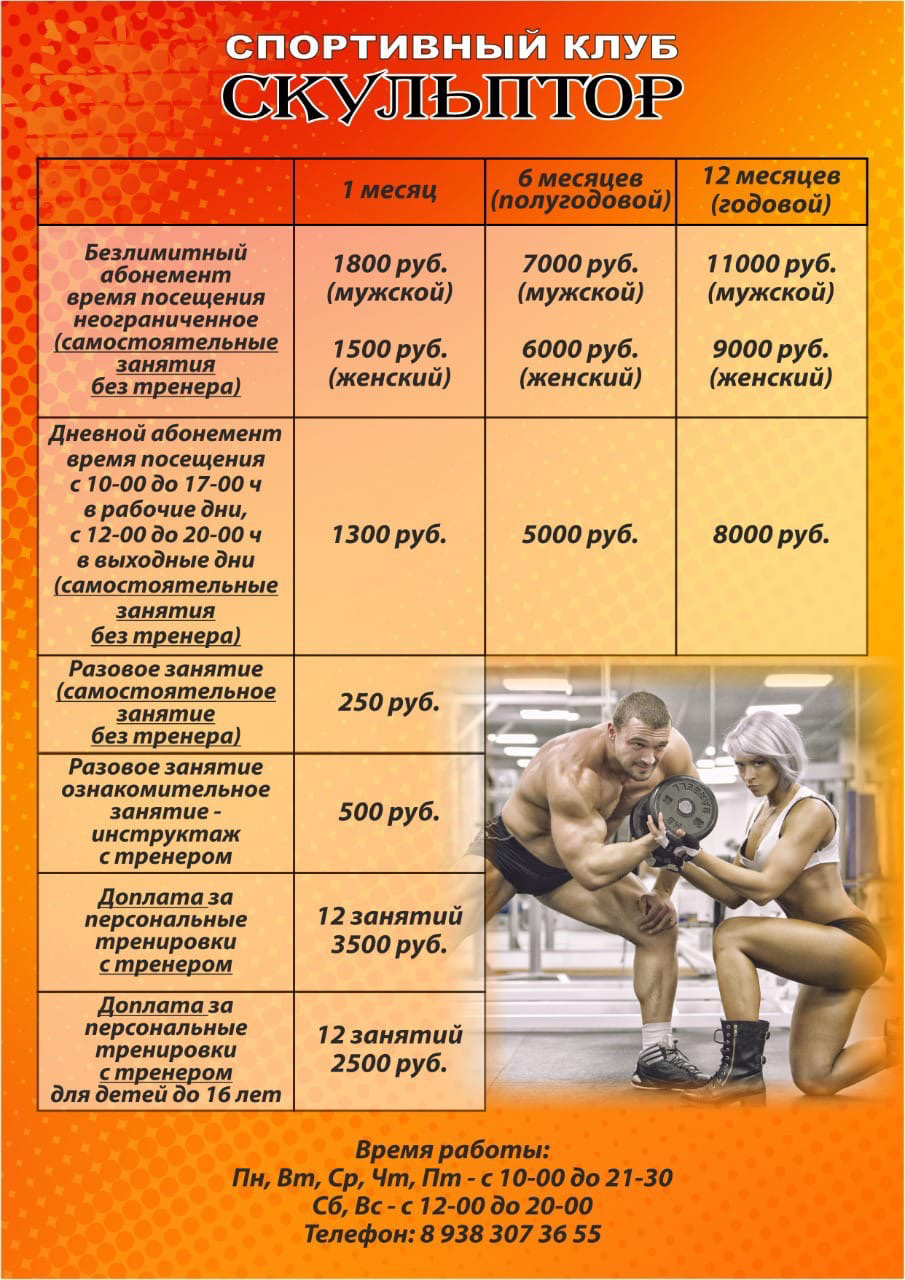 СПОРТИВНЫЙ КЛУБ
СКУЛЬПТОР
1 месяц
6 месяцев
(полугодовой)
12 месяцев
(годовой)
Безлимитный
абонемент
время посещения
неограниченное
(самостоятельные
занятия
без тренера)
1800 руб.
(мужской)
1500 руб.
(женский)
7000 руб.
(мужской)
6000 руб.
(женский)
11000 руб.
(мужской)
9000 руб.
(женский)
Дневной абонемент
время посещения
с 10-00 до 17-00 ч
в рабочие дни,
с 12-00 до 20-00 ч
в выходные дни
(самостоятельные
занятия
без тренера)
1300 руб.
5000 руб.
8000 руб.
Разовое занятие
(самостоятельное
занятие
без тренера)
250 руб.
Разовое занятие
ознакомительное
занятие -
инструктаж
с тренером
500 руб.
Доплата за
персональные
тренировки
с тренером
12 занятий
3500 руб.
Доплата за
персональные
тренировки
с тренером
для детей до 16 лет
12 занятий
2500 руб.
BARBELL
Время работы:
Пн, Вт, Ср, Чт, Пт - с 10-00 до 21-30
Сб, Вс - с 12-00 до 20-00
Телефон: 8 938 307 36 55